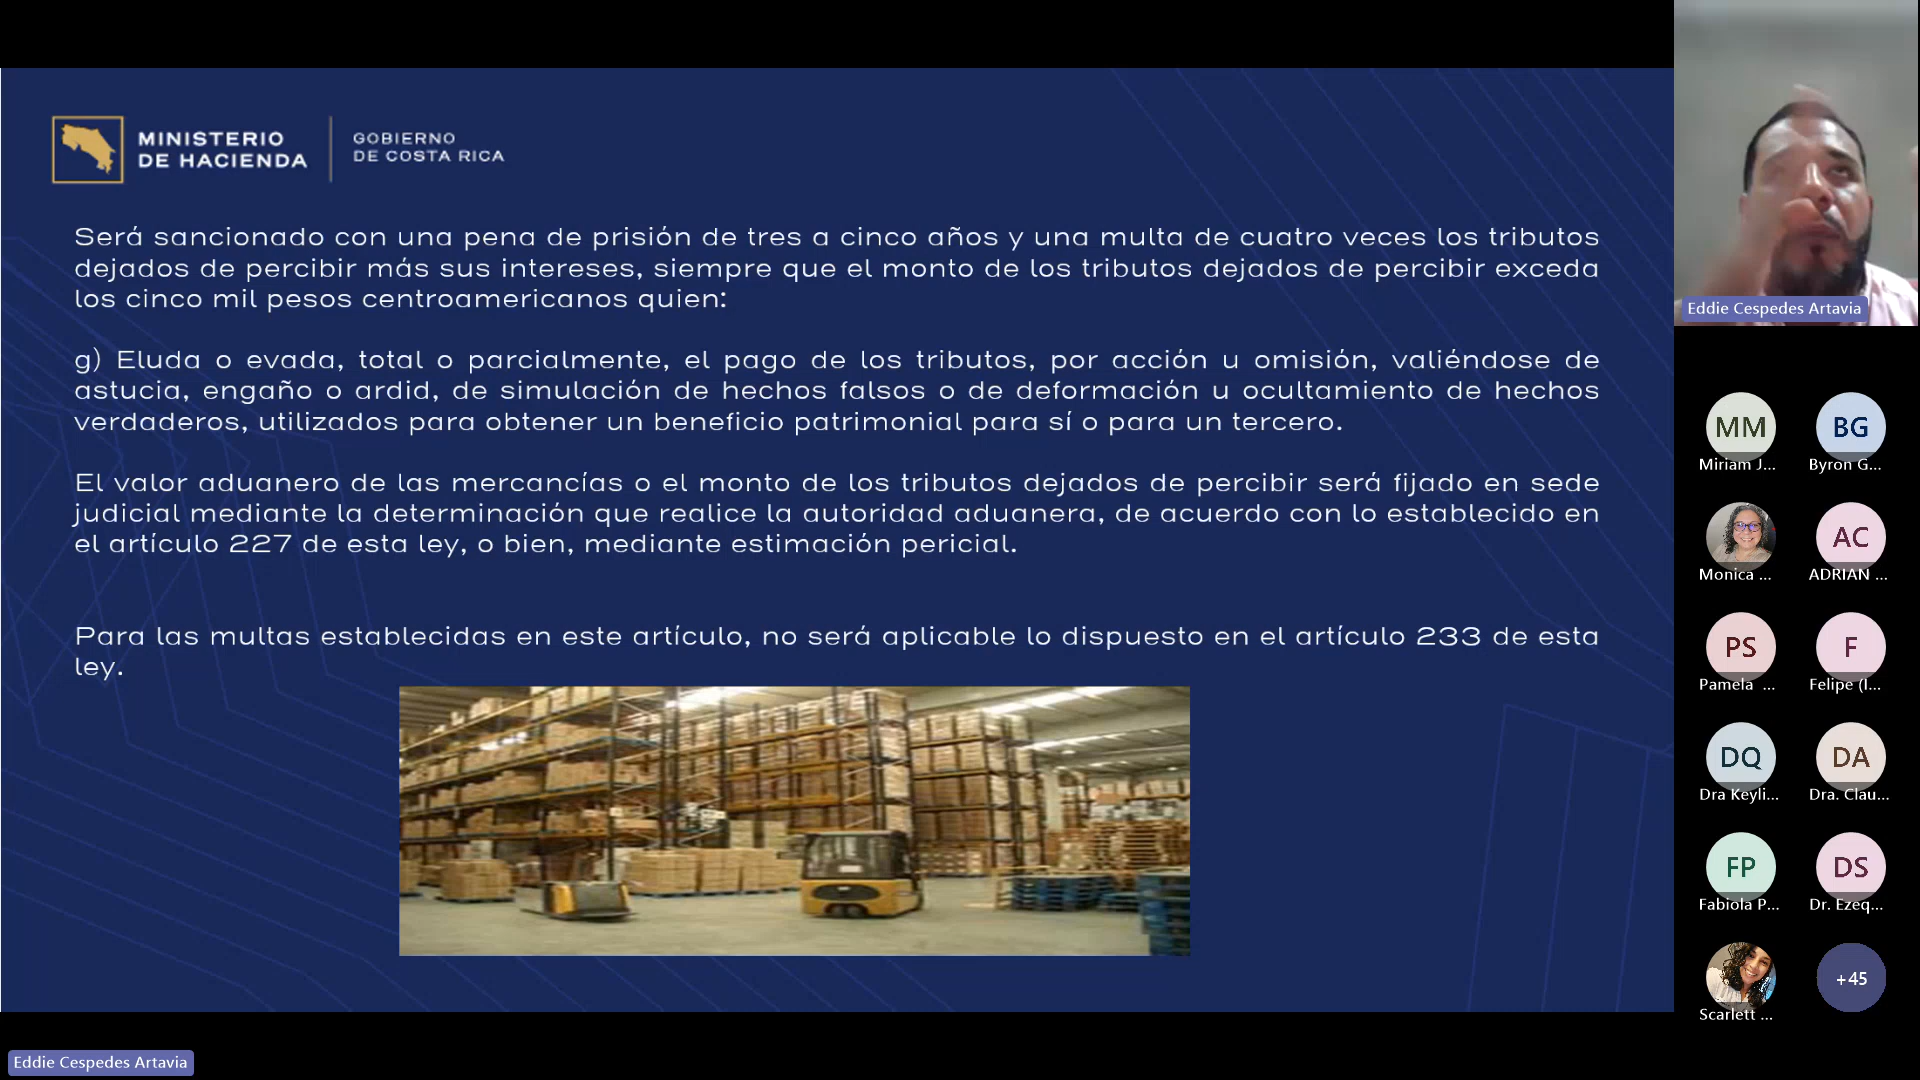 MINISTERIO
DE HACIENDA
GOBIERNO
DE COSTA RICA
Será sancionado con una pena de prisión de tres a cinco años y una multa de cuatro veces los tributos
dejados de percibir más sus intereses, siempre que el monto de los tributos dejados de percibir exceda
los cinco mil pesos centroamericanos quien:
g) Eluda o evada, total o parcialmente, el pago de los tributos, por acción u omisión, valiéndose de
astucia, engaño o ardid, de simulación de hechos falsos o de deformación u ocultamiento de hechos
verdaderos, utilizados para obtener un beneficio patrimonial para sí o para un tercero.
El valor aduanero de las mercancías o el monto de los tributos dejados de percibir será fijado en sede
judicial mediante la determinación que realice la autoridad aduanera, de acuerdo con lo establecido en
el artículo 227 de esta ley, o bien, mediante estimación pericial.
Para las multas establecidas en este artículo, no será aplicable lo dispuesto en el artículo 233 de esta
ley.
Eddie Cespedes Artavia
MM
BG
Miriam J...
Byron G...
AC
Monica ...
ADRIAN ...
PS
F
Pamela ...
Felipe (I...
DQ
DA
Dra Keyli...
Dra. Clau...
FP
DS
Fabiola P...
Dr. Ezeq...
+45
Scarlett ...
Eddie Cespedes Artavia